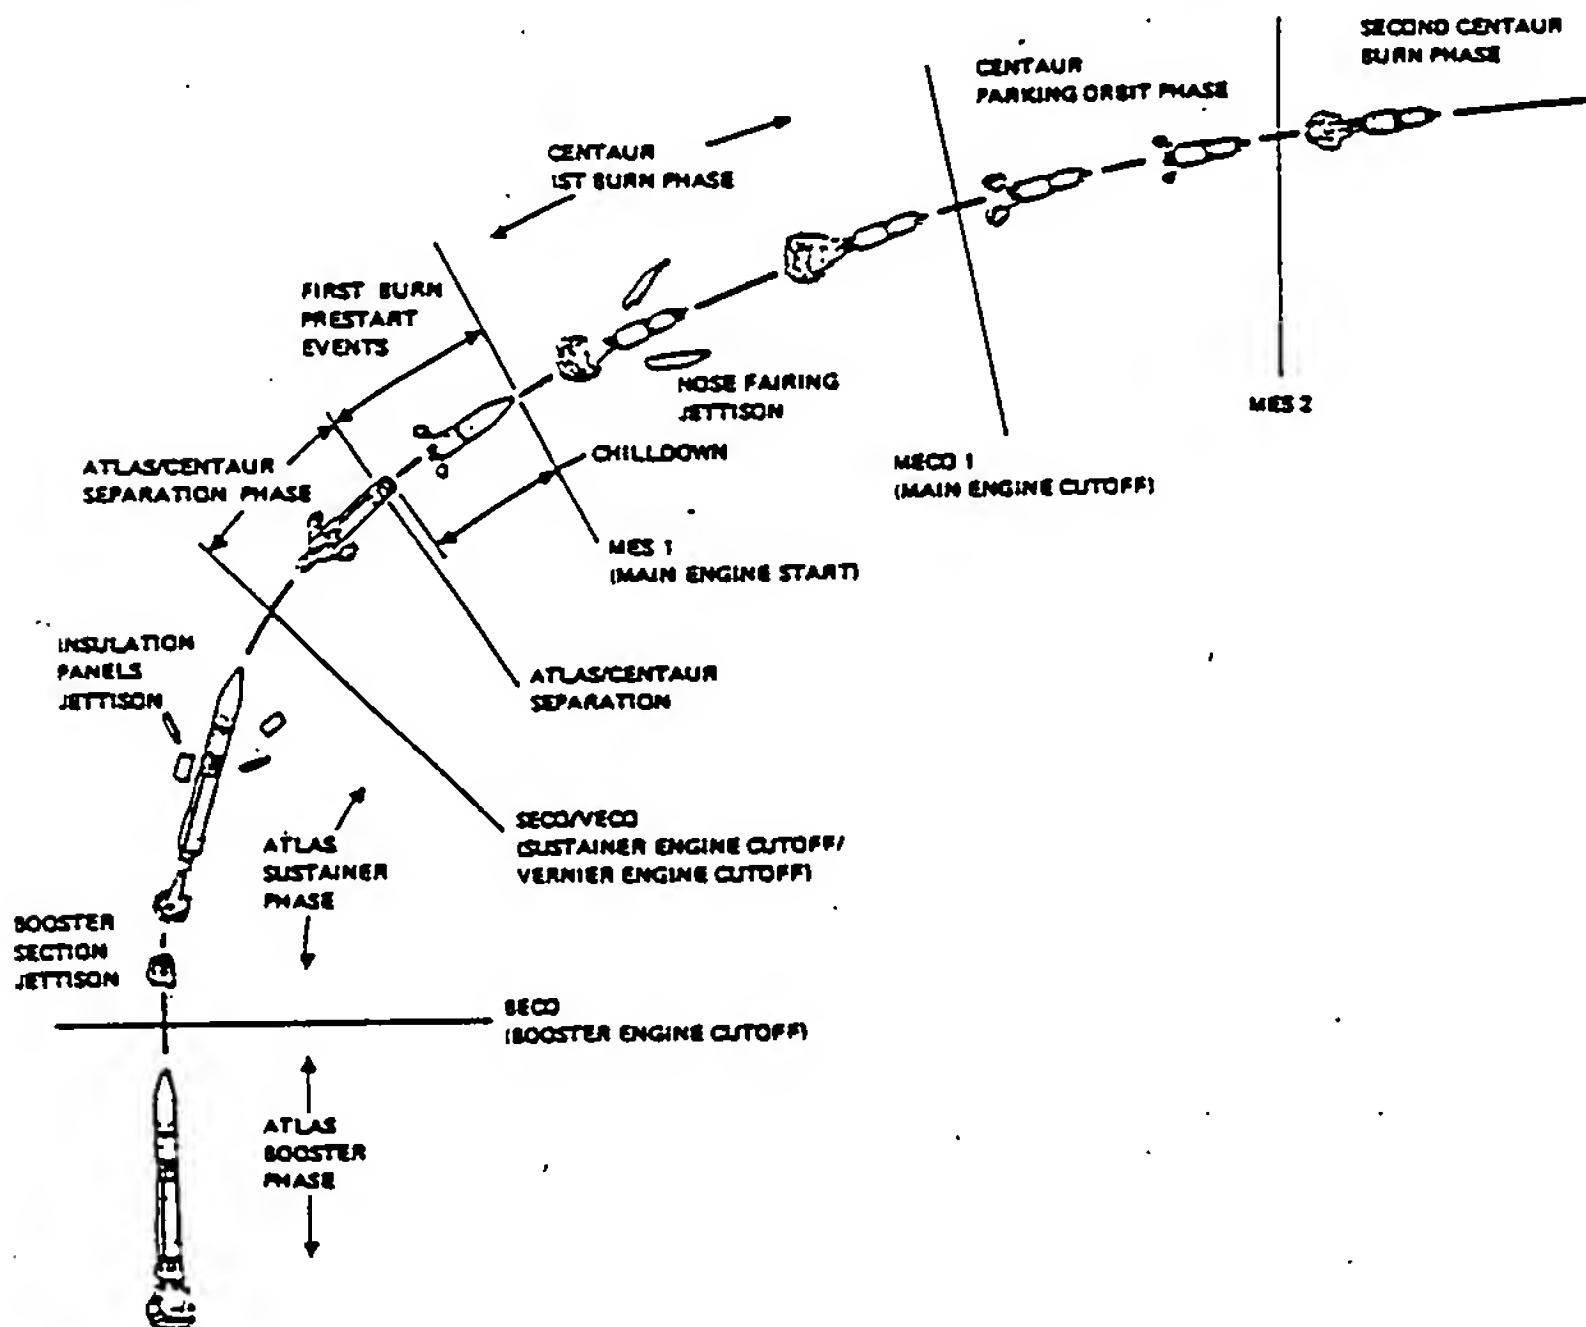 SECOND CENTAUR
BURN PHASE
CENTAUR
PARKING ORBIT PHASE
CENTAUR
1ST BURN PHASE
FIRST BURN
PRESTART
EVENTS
NOSE FAIRING
JETTISON
MES 2
CHILLDOWN
MECO 1
(MAIN ENGINE CUTOFF)
ATLAS/CENTAUR
SEPARATION PHASE
MES 1
(MAIN ENGINE START)
INSULATION
PANELS
JETTISON
ATLAS/CENTAUR
SEPARATION
SECO/VECO
(SUSTAINER ENGINE CUTOFF/
VERNIER ENGINE CUTOFF)
ATLAS
SUSTAINER
PHASE
BOOSTER
SECTION
JETTISON
BECO
(BOOSTER ENGINE CUTOFF)
ATLAS
BOOSTER
PHASE